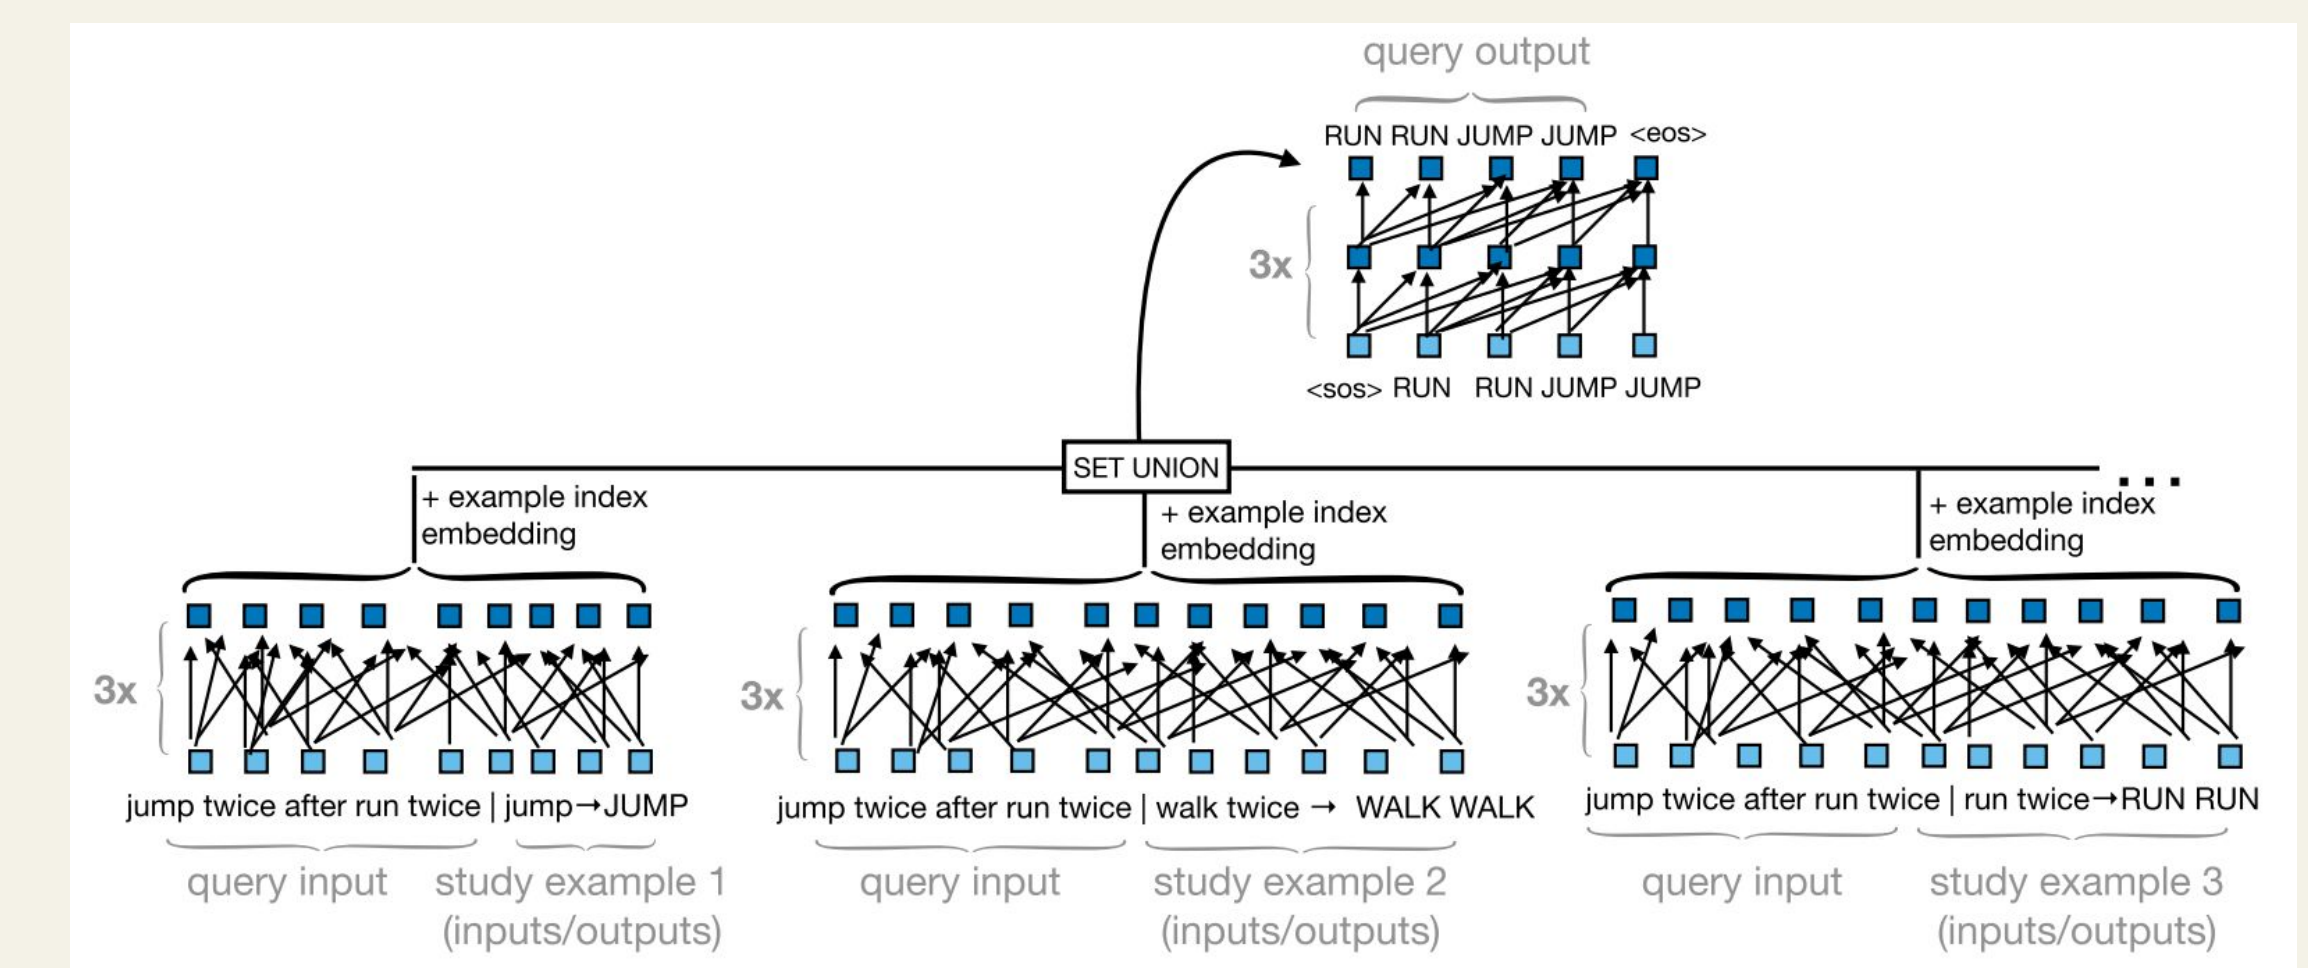 query output
RUN RUN JUMP JUMP <eos>
3x
<sos> RUN RUN JUMP JUMP
SET UNION
...
+ example index
embedding
+ example index
embedding
+ example index
embedding
3x
jump twice after run twice | jump→JUMP
query input
study example 1
(inputs/outputs)
3x
jump twice after run twice | walk twice → WALK WALK
query input
study example 2
(inputs/outputs)
3x
jump twice after run twice | run twice→RUN RUN
query input
study example 3
(inputs/outputs)